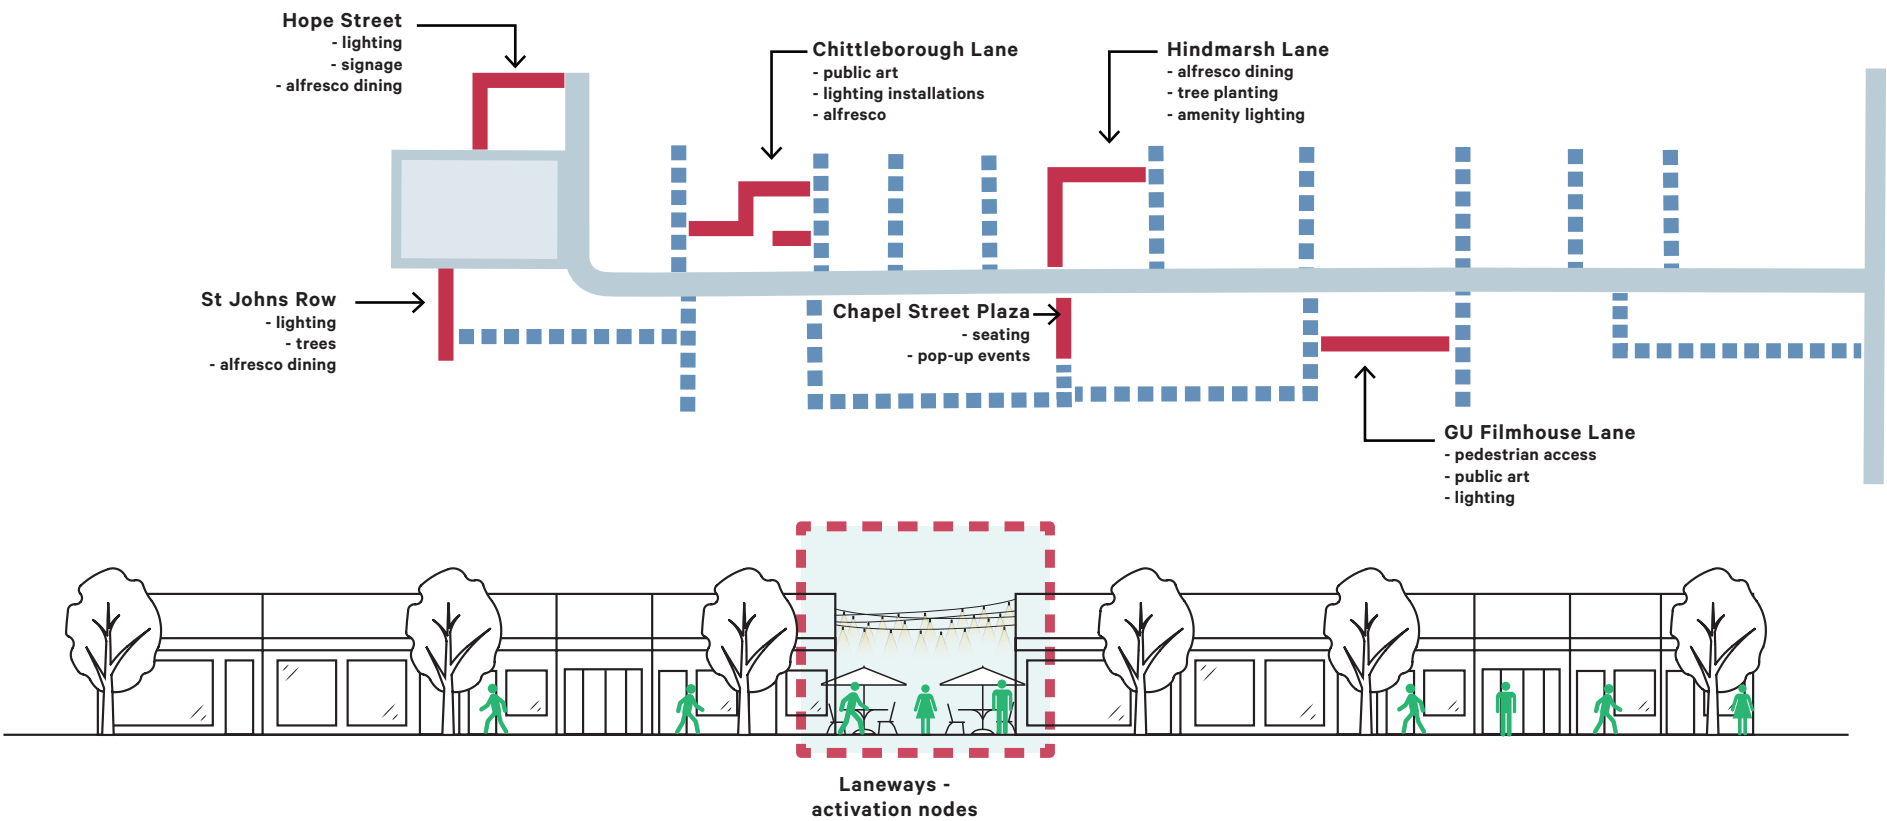 Hope Street
- lighting
- signage
- alfresco dining
Chittleborough Lane
- public art
- lighting installations
- alfresco
Hindmarsh Lane
- alfresco dining
- tree planting
- amenity lighting
St Johns Row
- lighting
- trees
- alfresco dining
Chapel Street Plaza
- seating
- pop-up events
GU Filmhouse Lane
- pedestrian access
- public art
- lighting
Laneways -
activation nodes